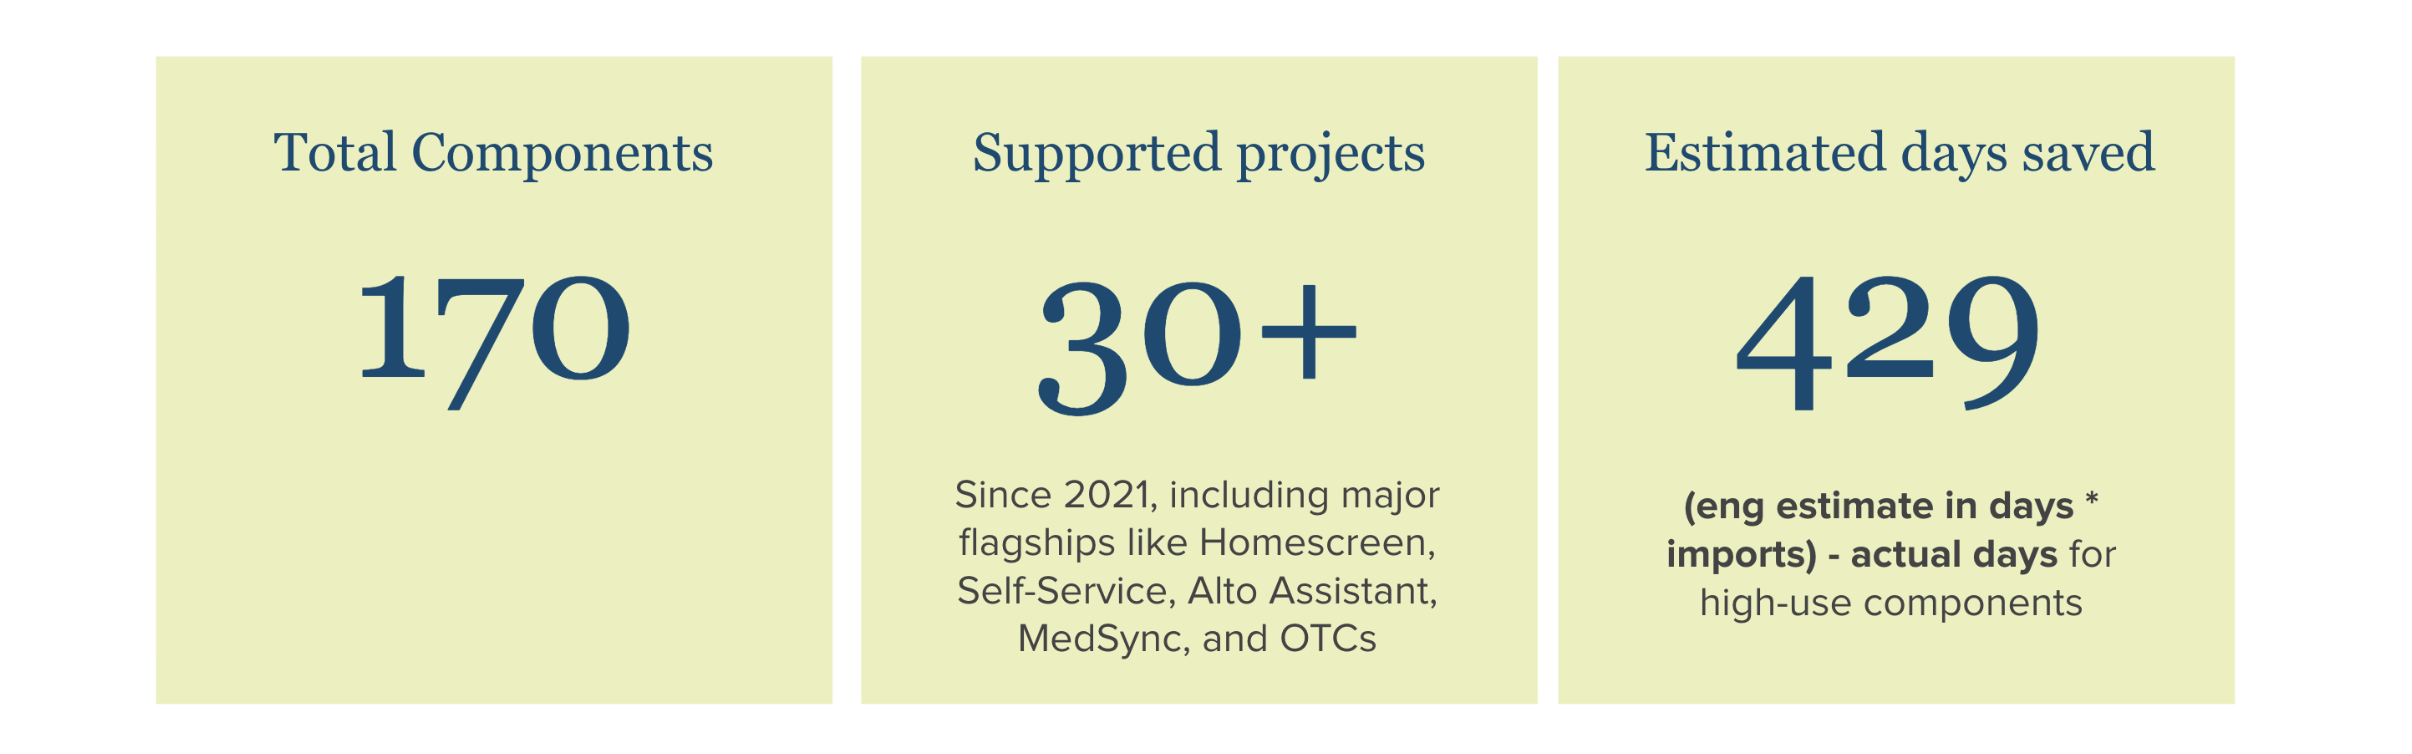 Total Components
170
Supported projects
30+
Since 2021, including major
flagships like Homescreen,
Self-Service, Alto Assistant,
MedSync, and OTCs
Estimated days saved
429
(eng estimate in days *
imports) - actual days for
high-use components